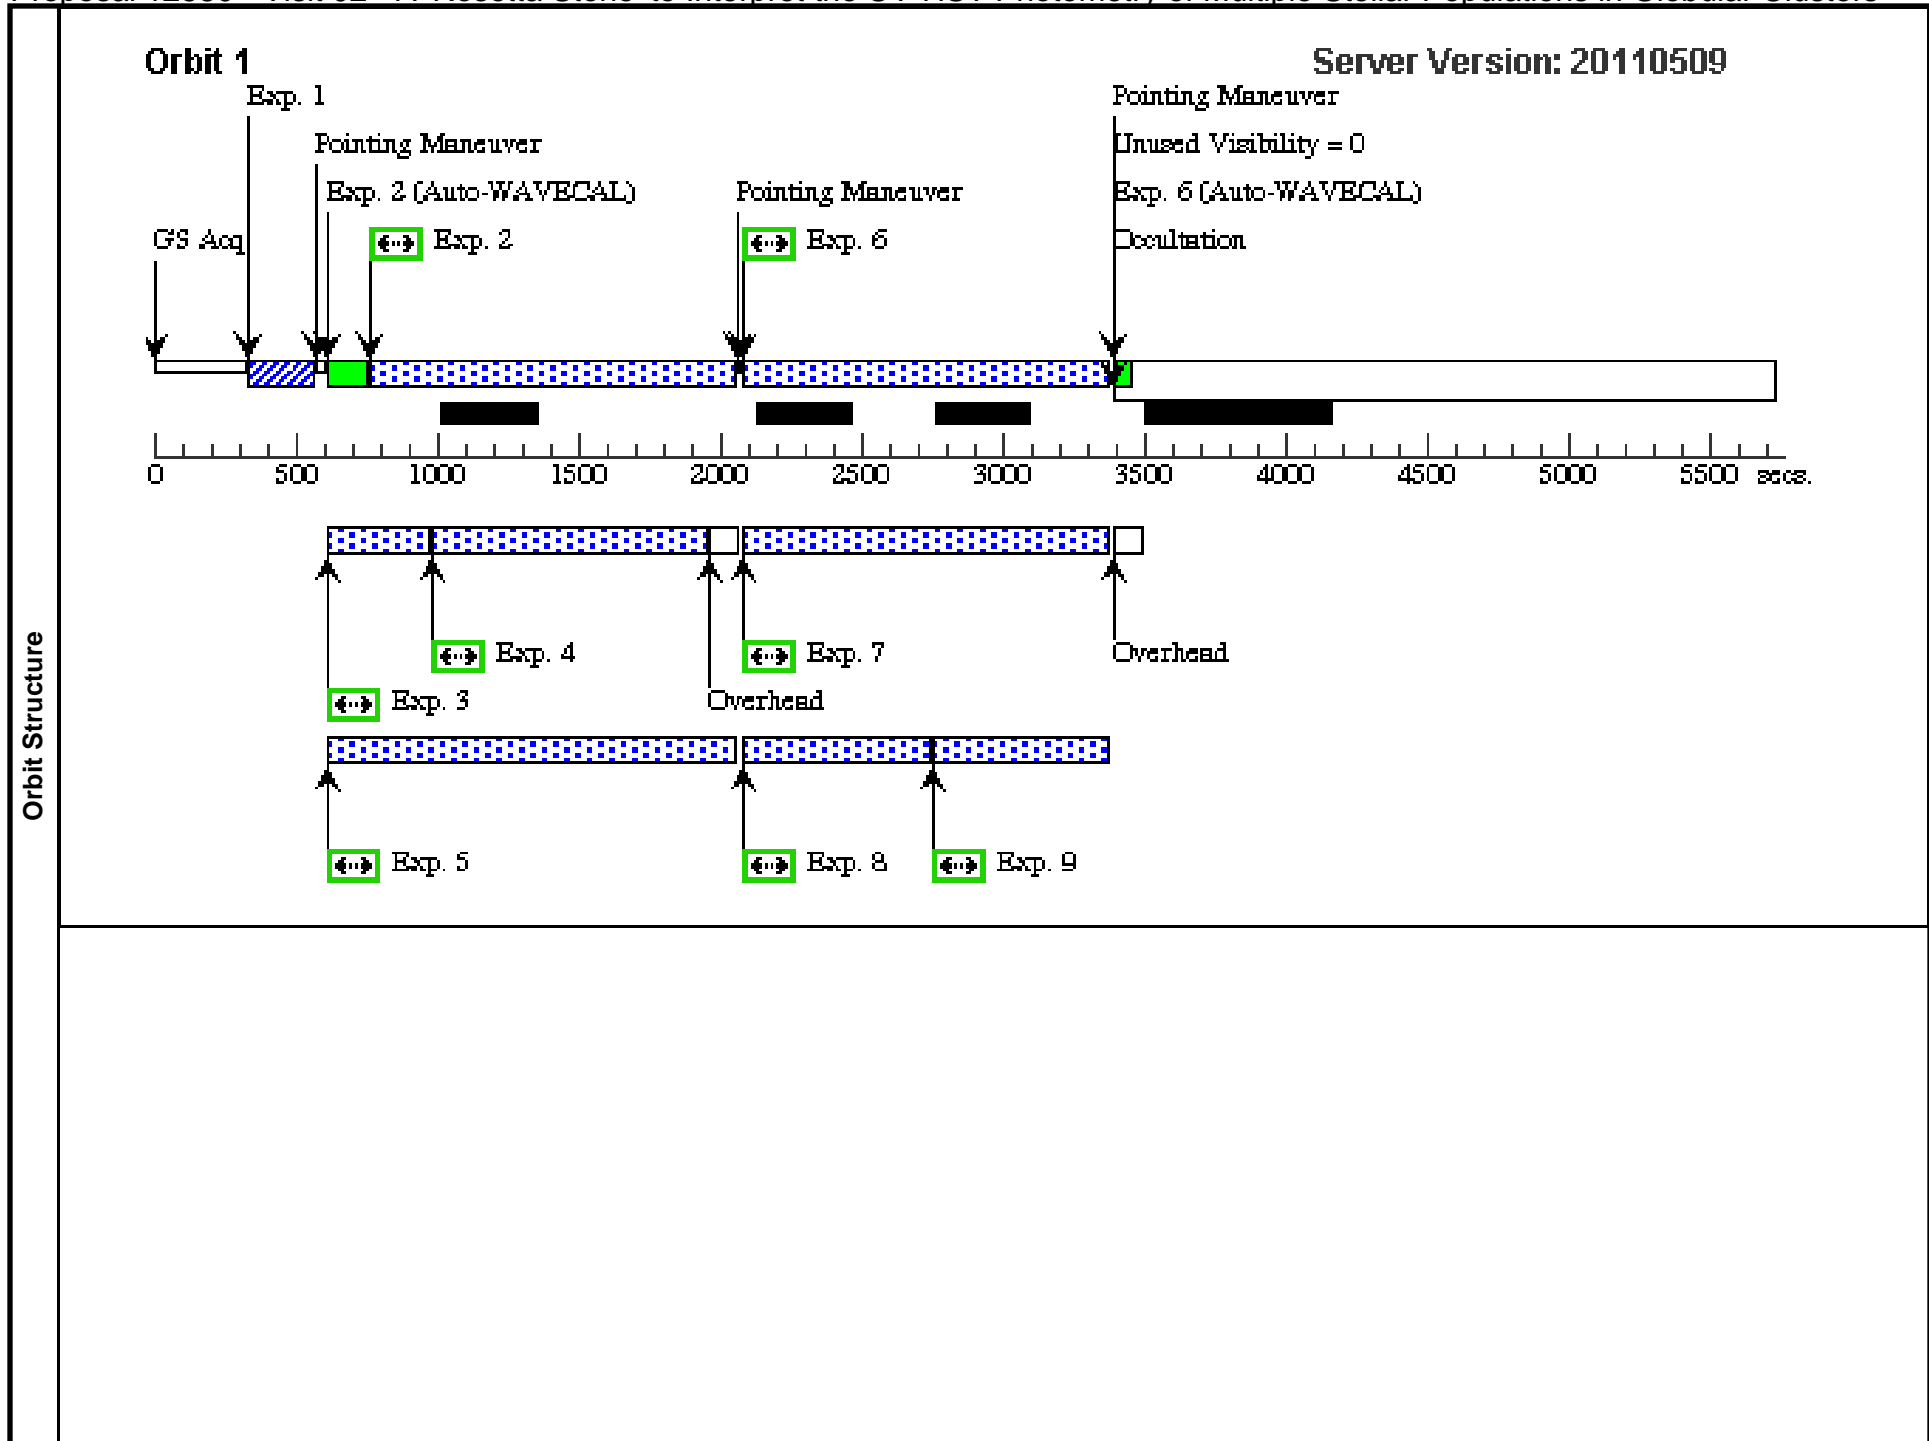 Orbit 1
Server Version: 20110509
Exp. 1
Pointing Maneuver
Pointing Maneuver
Unused Visibility = 0
Exp. 2 (Auto-WAVECAL)
Pointing Maneuver
Exp. 6 (Auto-WAVECAL)
GS Acq
Exp. 2
Exp. 6
Occultation
0 500 1000 1500 2000 2500 3000 3500 4000 4500 5000 5500 secs.
Exp. 4
Exp. 7
Overhead
Exp. 3
Overhead
Exp. 5
Exp. 8
Exp. 9
Orbit Structure